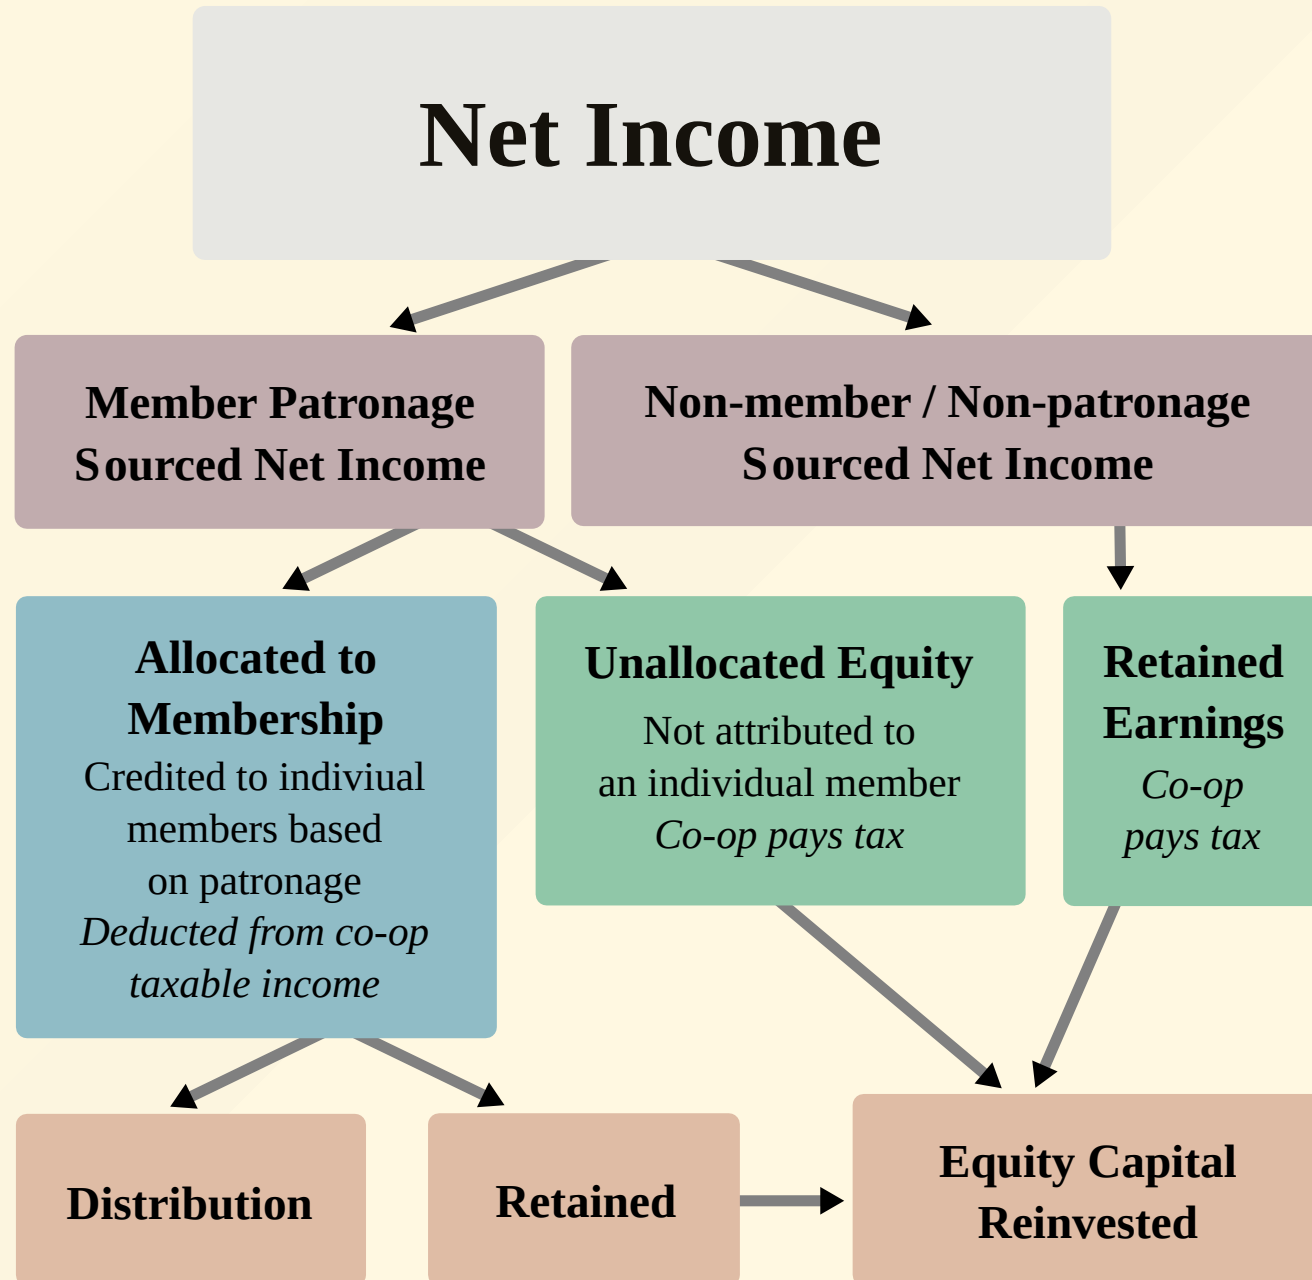 Net Income
Member Patronage
Sourced Net Income
Non-member / Non-patronage
Sourced Net Income
Allocated to
Membership
Credited to indiviual
members based
on patronage
Deducted from co-op
taxable income
Unallocated Equity
Not attributed to
an individual member
Co-op pays tax
Retained
Earnings
Co-op
pays tax
Distribution
Retained
Equity Capital
Reinvested